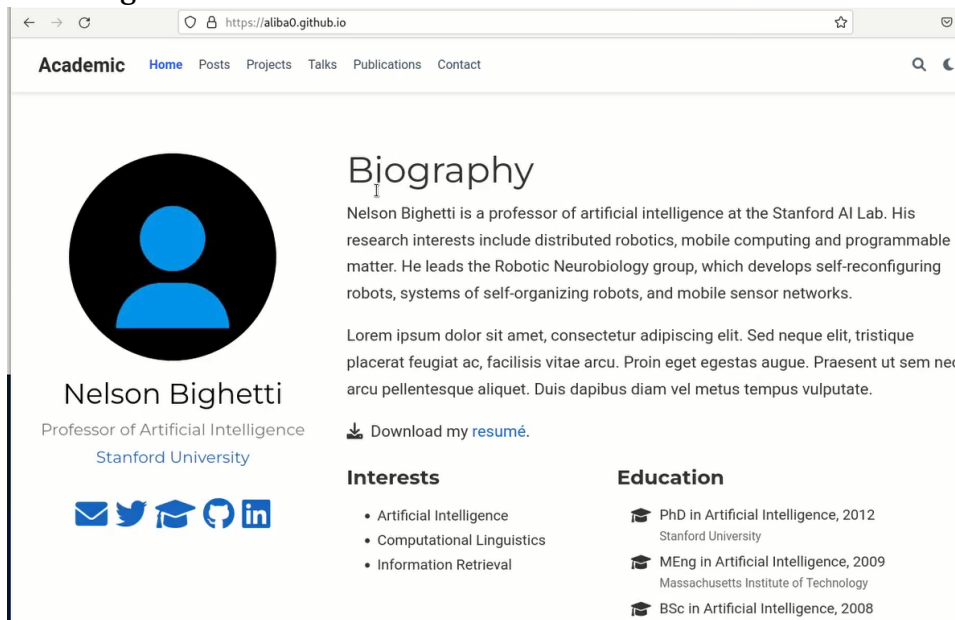 https://aliba0.github.io
Academic Home Posts Projects Talks Publications Contact
Biography
Nelson Bighetti is a professor of artificial intelligence at the Stanford AI Lab. His
research interests include distributed robotics, mobile computing and programmable
matter. He leads the Robotic Neurobiology group, which develops self-reconfiguring
robots, systems of self-organizing robots, and mobile sensor networks.
Lorem ipsum dolor sit amet, consectetur adipiscing elit. Sed neque elit, tristique
placerat feugiat ac, facilisis vitae arcu. Proin eget egestas augue. Praesent ut sem nec
arcu pellentesque aliquet. Duis dapibus diam vel metus tempus vulputate.
Download my resumé.
Nelson Bighetti
Professor of Artificial Intelligence
Stanford University
in
Interests
Artificial Intelligence
Computational Linguistics
Information Retrieval
Education
PhD in Artificial Intelligence, 2012
Stanford University
MEng in Artificial Intelligence, 2009
Massachusetts Institute of Technology
BSc in Artificial Intelligence, 2008